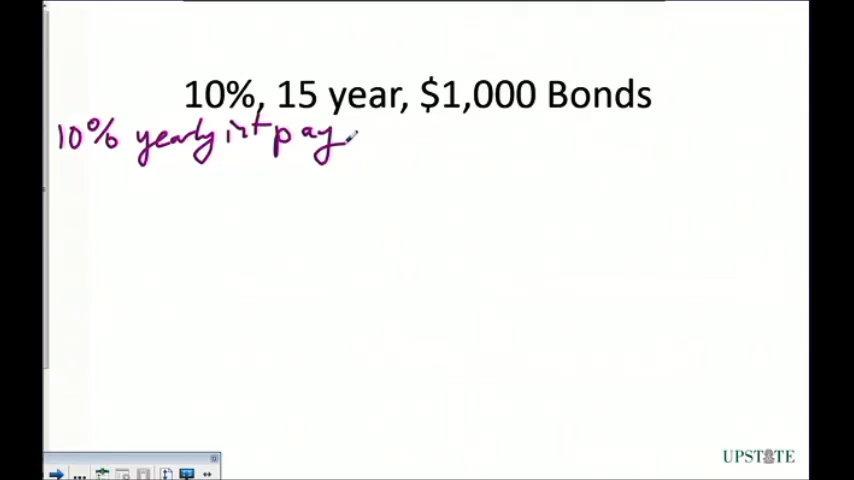 10%, 15 year, $1,000 Bonds
10% yearly int pay
UPSTATE